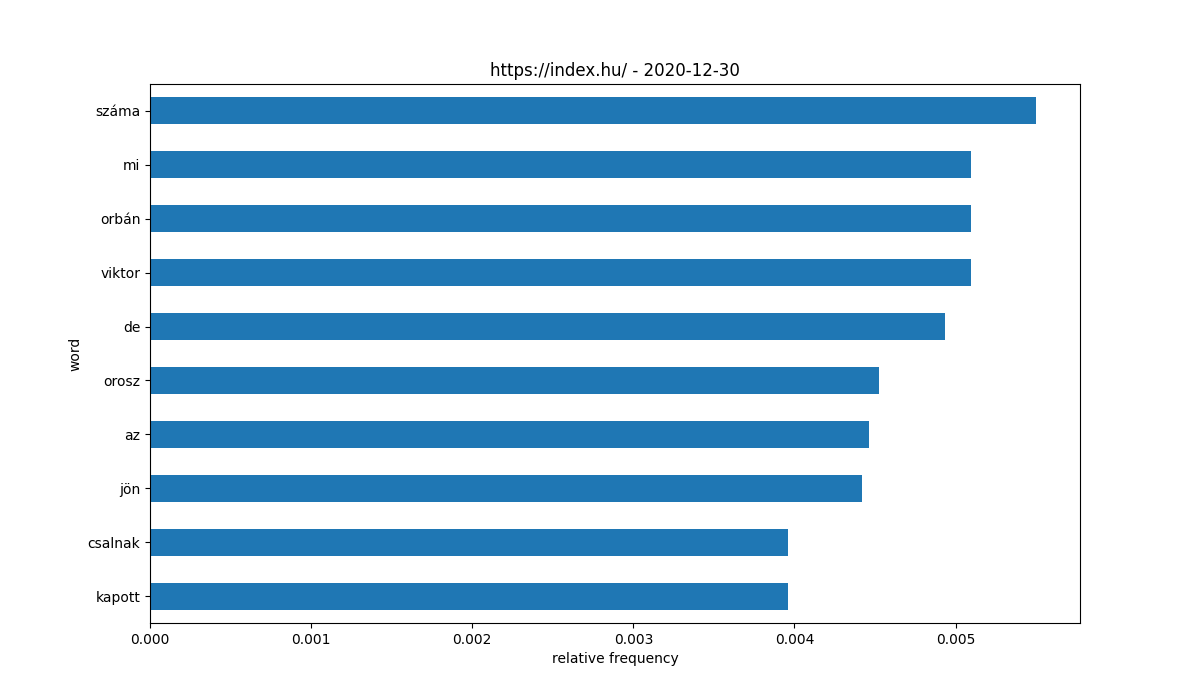 https://index.hu/ - 2020-12-30
száma
mi
orbán
viktor
de
orosz
az
jön
csalnak
kapott
word
0.000 0.001 0.002 0.003 0.004 0.005
relative frequency